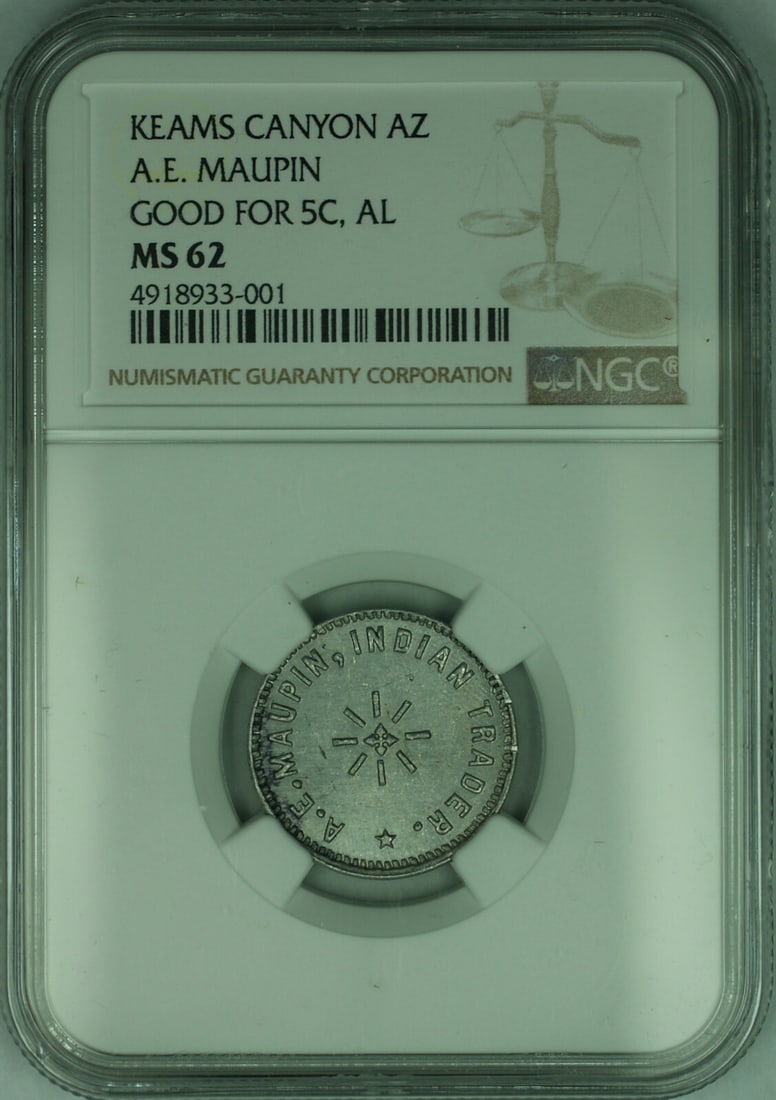 KEAMS CANYON AZ
A.E. MAUPIN
GOOD FOR 5C, AL
MS 62
4918933-001
NUMISMATIC GUARANTY CORPORATION
NGC®
A.E. MAUPIN, INDIAN TRADER.